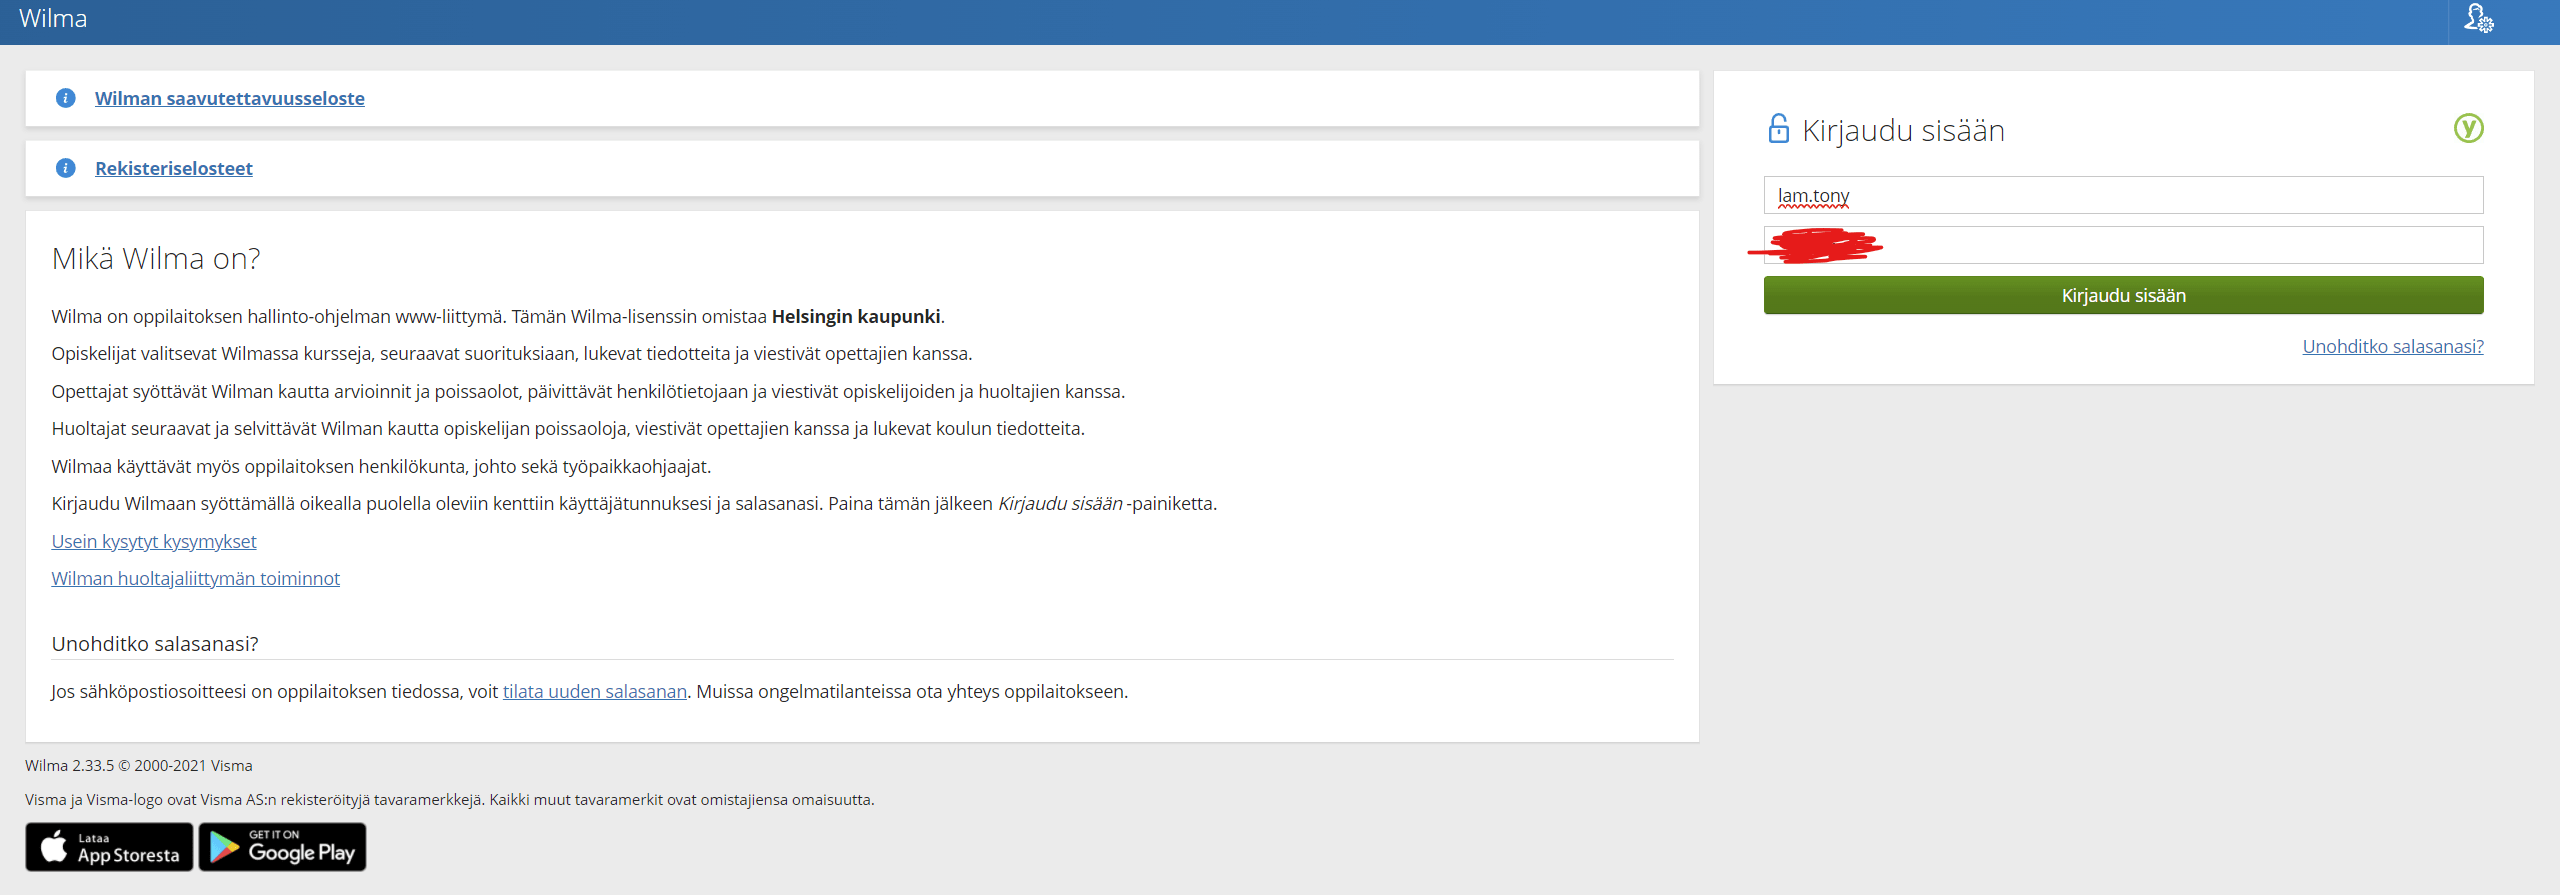 Wilma
Wilman saavutettavuusseloste
Rekisteriselosteet
Mikä Wilma on?
Wilma on oppilaitoksen hallinto-ohjelman www-liittymä. Tämän Wilma-lisenssin omistaa Helsingin kaupunki.
Opiskelijat valitsevat Wilmassa kursseja, seuraavat suorituksiaan, lukevat tiedotteita ja viestivät opettajien kanssa.
Opettajat syöttävät Wilman kautta arvioinnit ja poissaolot, päivittävät henkilötietojaan ja viestivät opiskelijoiden ja huoltajien kanssa.
Huoltajat seuraavat ja selvittävät Wilman kautta opiskelijan poissaoloja, viestivät opettajien kanssa ja lukevat koulun tiedotteita.
Wilmaa käyttävät myös oppilaitoksen henkilökunta, johto sekä työpaikkaohjaajat.
Kirjaudu Wilmaan syöttämällä oikealla puolella oleviin kenttiin käyttäjätunnuksesi ja salasanasi. Paina tämän jälkeen Kirjaudu sisään -painiketta.
Usein kysytyt kysymykset
Wilman huoltajaliittymän toiminnot
Unohditko salasanasi?
Jos sähköpostiosoitteesi on oppilaitoksen tiedossa, voit tilata uuden salasanan. Muissa ongelmatilanteissa ota yhteys oppilaitokseen.
Kirjaudu sisään
y
lam.tony
Kirjaudu sisään
Unohditko salasanasi?
Wilma 2.33.5 © 2000-2021 Visma
Visma ja Visma-logo ovat Visma AS:n rekisteröityjä tavaramerkkejä. Kaikki muut tavaramerkit ovat omistajiensa omaisuutta.
Lataa
App Storesta
GET IT ON
Google Play